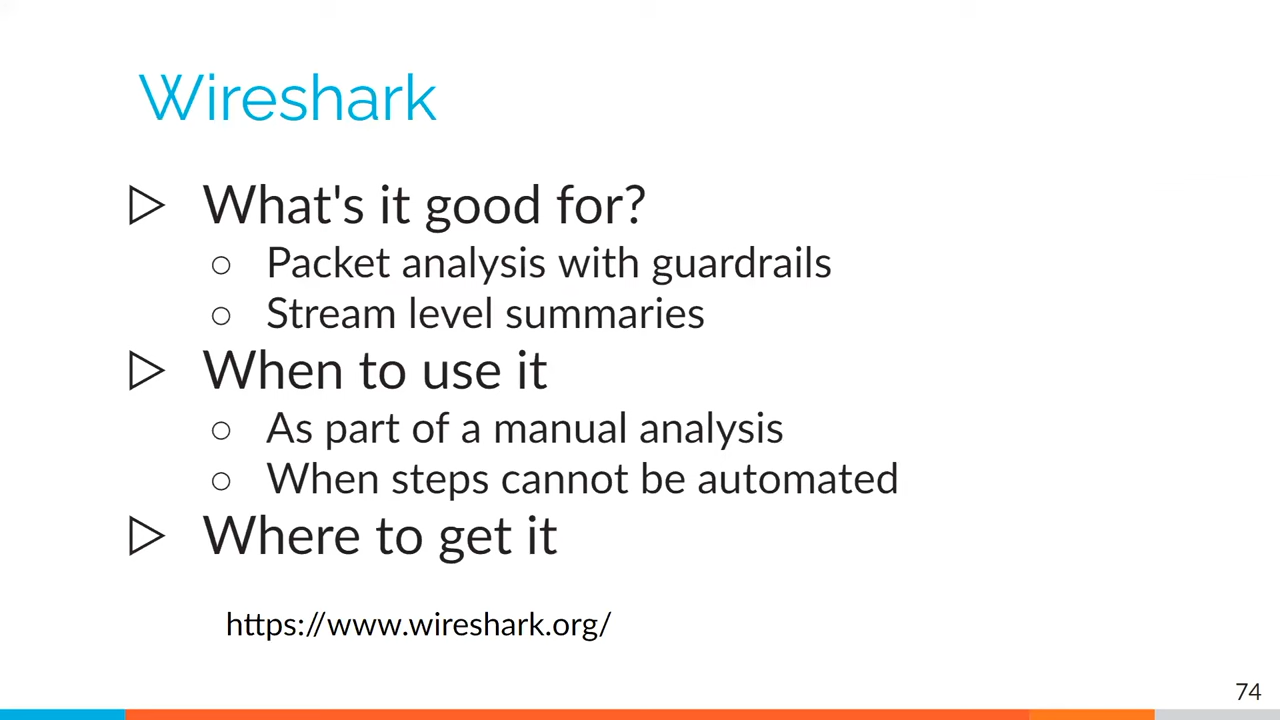 Wireshark
▷ What's it good for?
○ Packet analysis with guardrails
○ Stream level summaries
▷ When to use it
○ As part of a manual analysis
○ When steps cannot be automated
▷ Where to get it
https://www.wireshark.org/
74